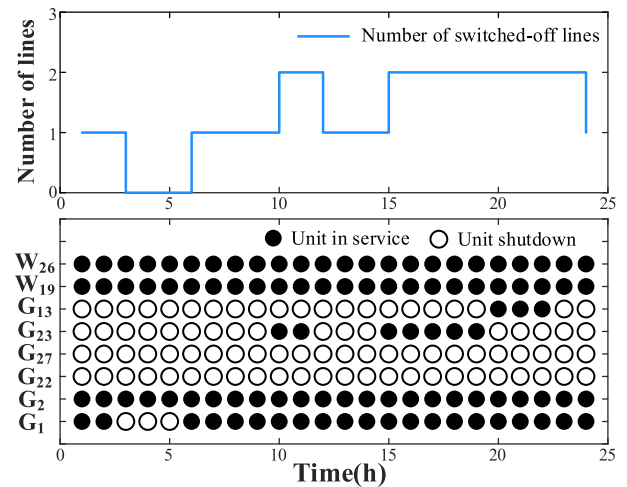 3
2
1
0
Number of lines
Number of switched-off lines
0 5 10 15 20 25
Unit in service Unit shutdown
W26
W19
G13
G23
G27
G22
G2
G1
0 5 10 15 20 25
Time(h)